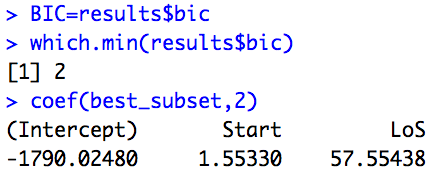 > BIC=results$bic
> which.min(results$bic)
[1] 2
> coef(best_subset,2)
(Intercept)       Start         LoS
-1790.02480     1.55330    57.55438